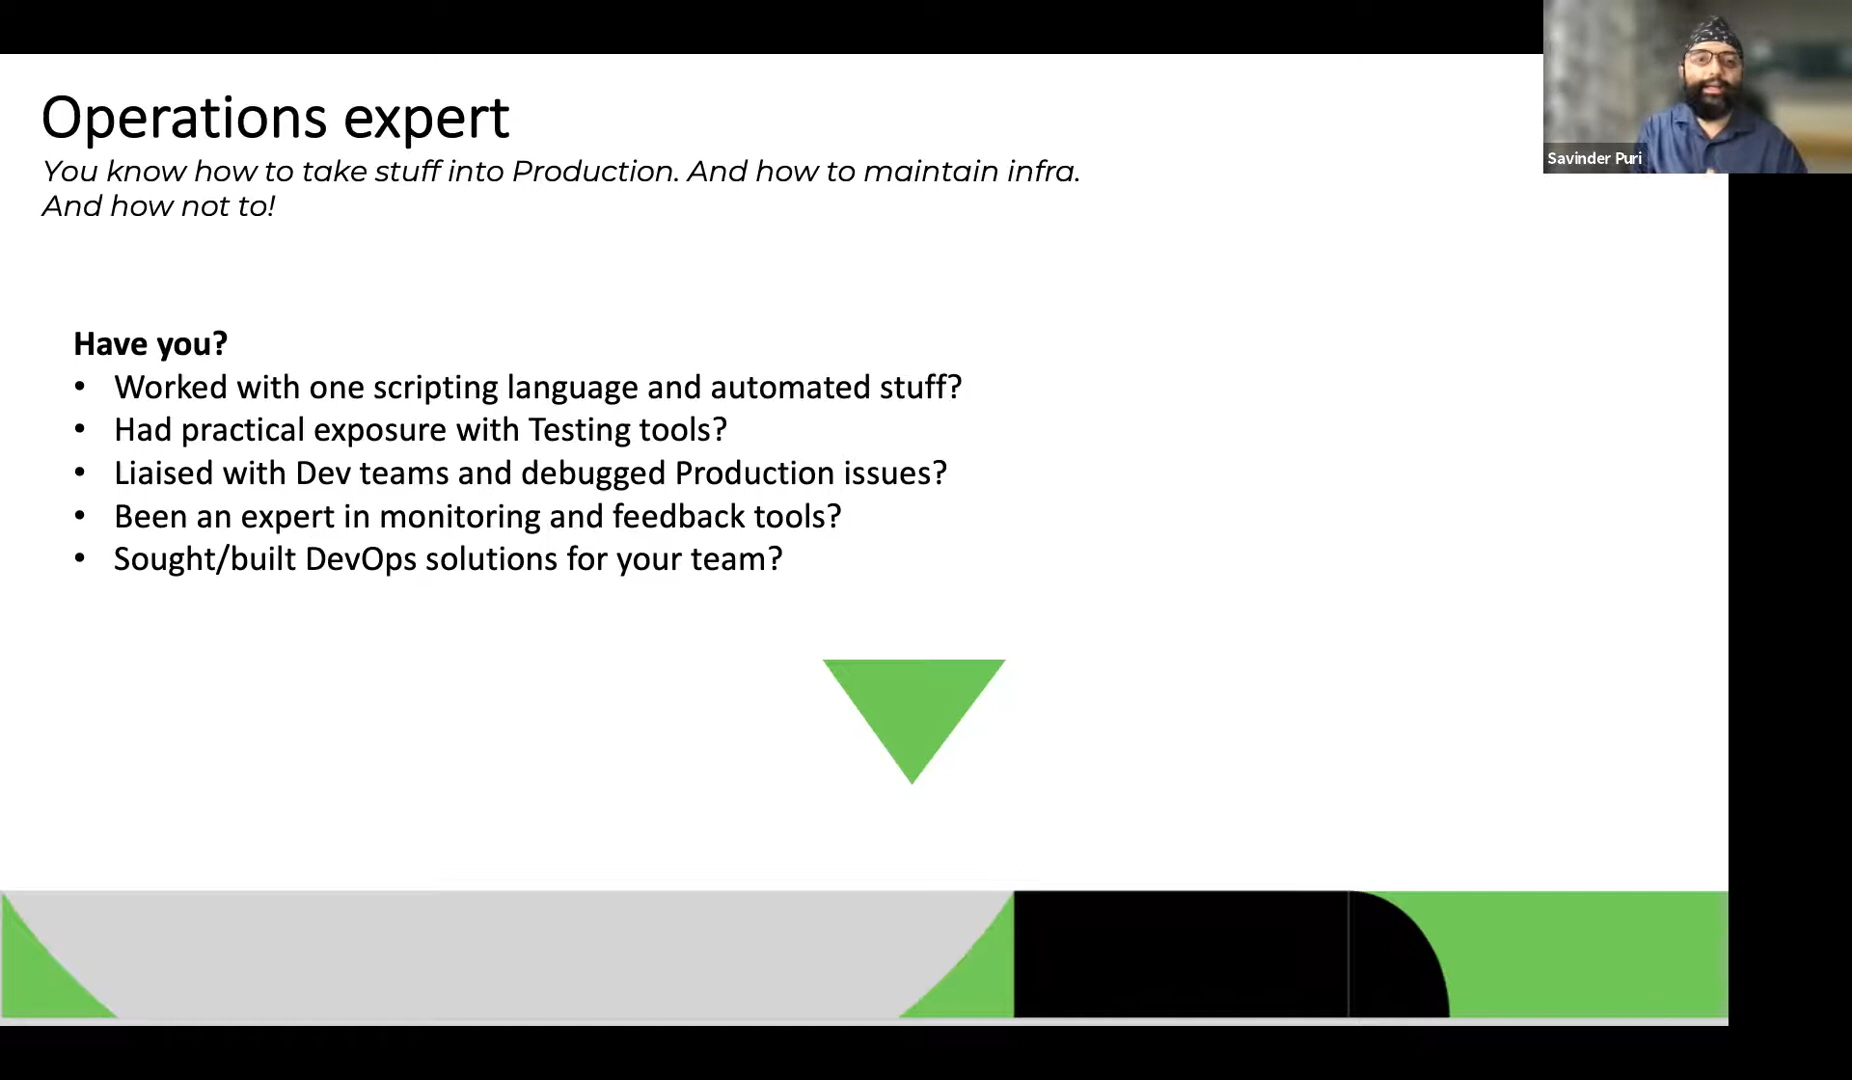 Operations expert
You know how to take stuff into Production. And how to maintain infra.
And how not to!
Have you?
• Worked with one scripting language and automated stuff?
• Had practical exposure with Testing tools?
• Liaised with Dev teams and debugged Production issues?
• Been an expert in monitoring and feedback tools?
• Sought/built DevOps solutions for your team?
Savinder Puri